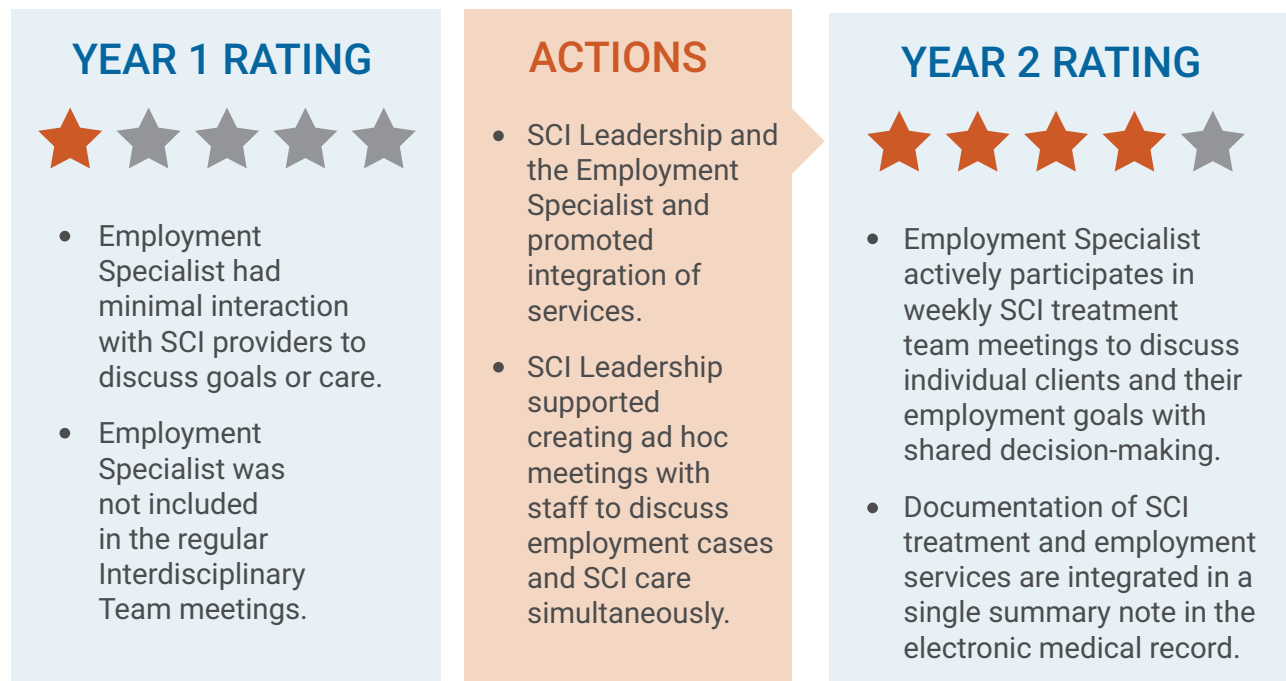 YEAR 1 RATING
• Employment
Specialist had
minimal interaction
with SCI providers to
discuss goals or care.
• Employment
Specialist was
not included
in the regular
Interdisciplinary
Team meetings.
ACTIONS
• SCI Leadership and
the Employment
Specialist and
promoted
integration of
services.
• SCI Leadership
supported
creating ad hoc
meetings with
staff to discuss
employment cases
and SCI care
simultaneously.
YEAR 2 RATING
• Employment Specialist
actively participates in
weekly SCI treatment
team meetings to discuss
individual clients and their
employment goals with
shared decision-making.
• Documentation of SCI
treatment and employment
services are integrated in a
single summary note in the
electronic medical record.